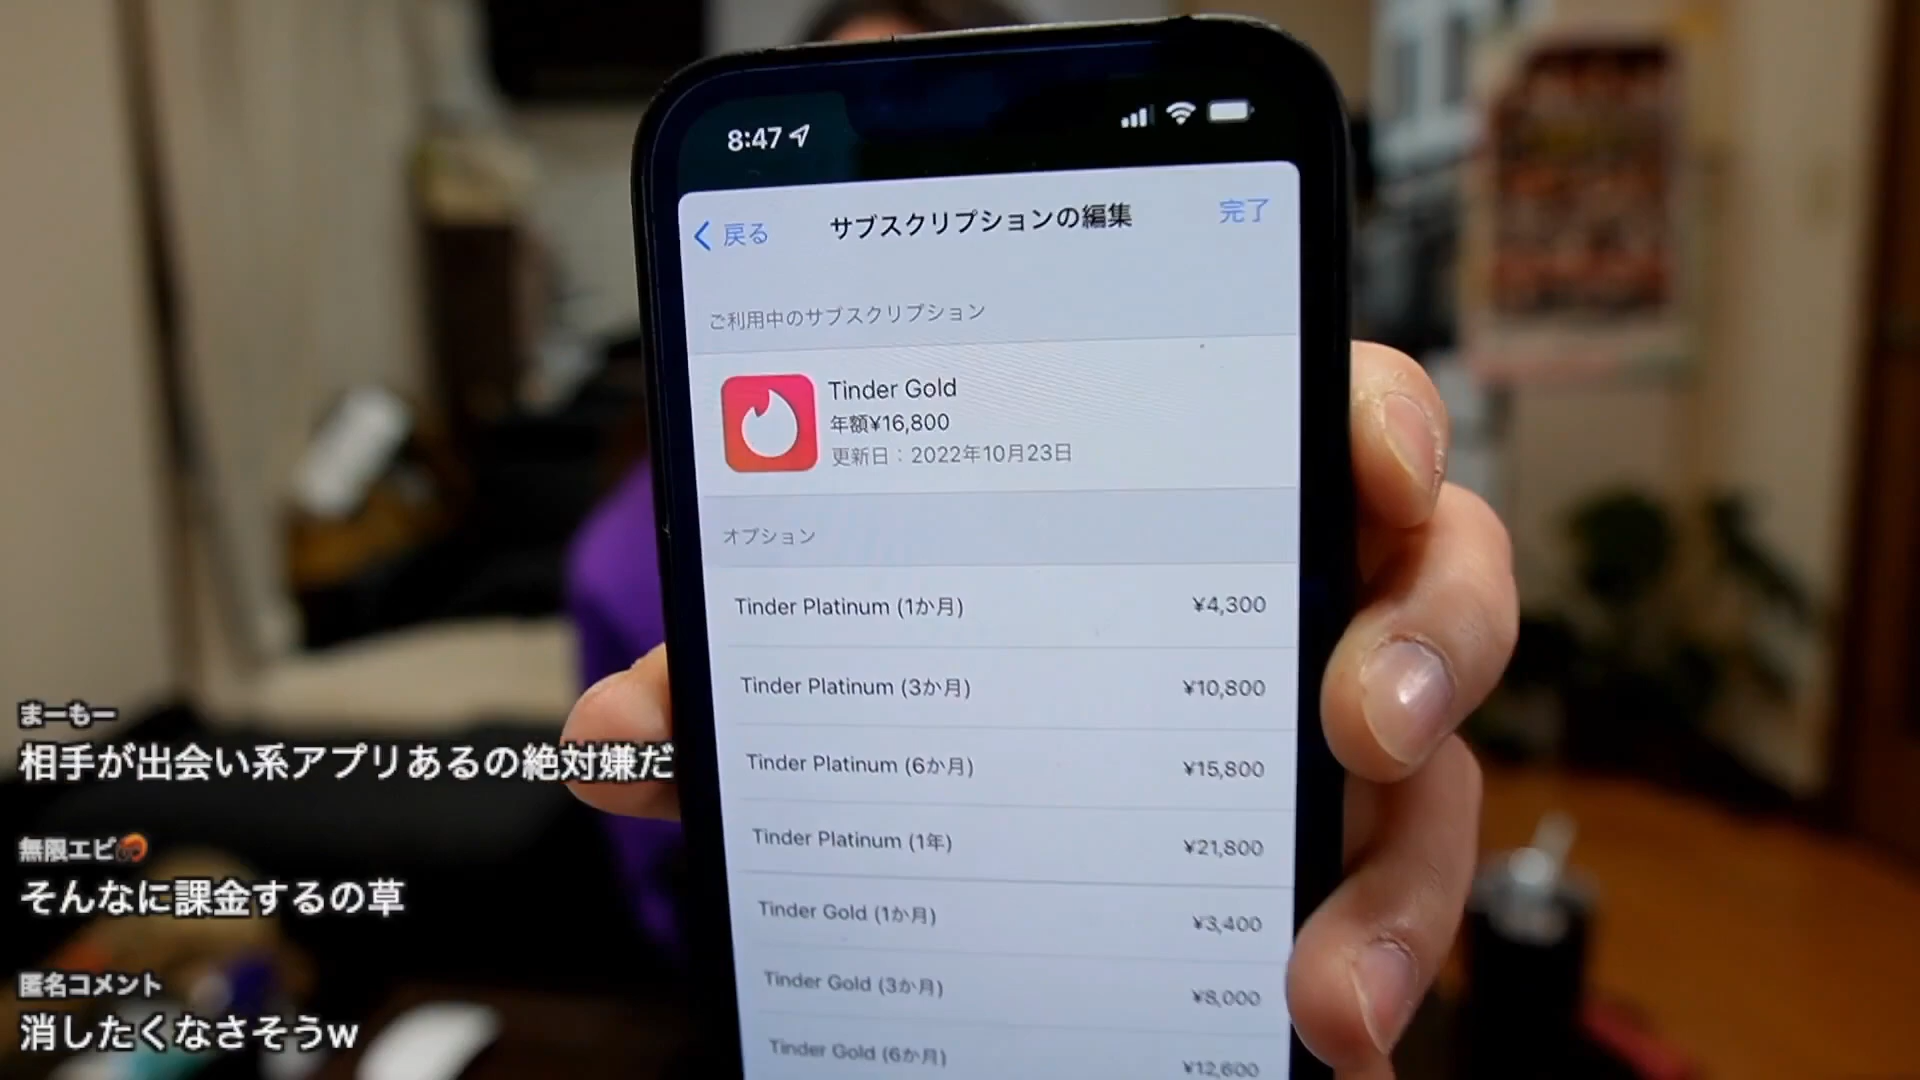 8:47
戻る
サブスクリプションの編集
完了
ご利用中のサブスクリプション
Tinder Gold
年額¥16,800
更新日：2022年10月23日
オプション
Tinder Platinum (1か月) ¥4,300
Tinder Platinum (3か月) ¥10,800
Tinder Platinum (6か月) ¥15,800
Tinder Platinum (1年) ¥21,800
Tinder Gold (1か月) ¥3,400
Tinder Gold (3か月) ¥8,000
Tinder Gold (6か月) ¥12,600
まーもー
相手が出会い系アプリあるの絶対嫌だ
無限エビ🦐
そんなに課金するの草
匿名コメント
消したくなさそうw